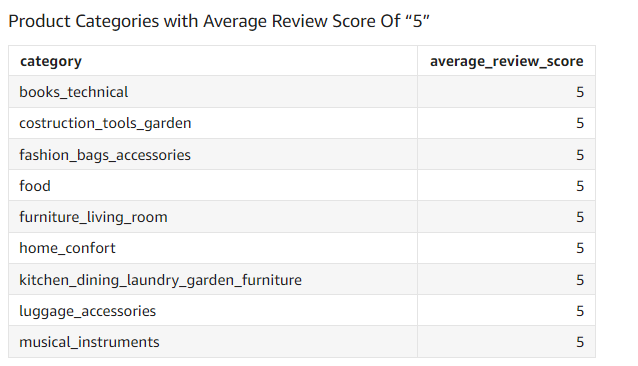 Product Categories with Average Review Score Of “5”
category average_review_score
books_technical 5
costruction_tools_garden 5
fashion_bags_accessories 5
food 5
furniture_living_room 5
home_confort 5
kitchen_dining_laundry_garden_furniture 5
luggage_accessories 5
musical_instruments 5